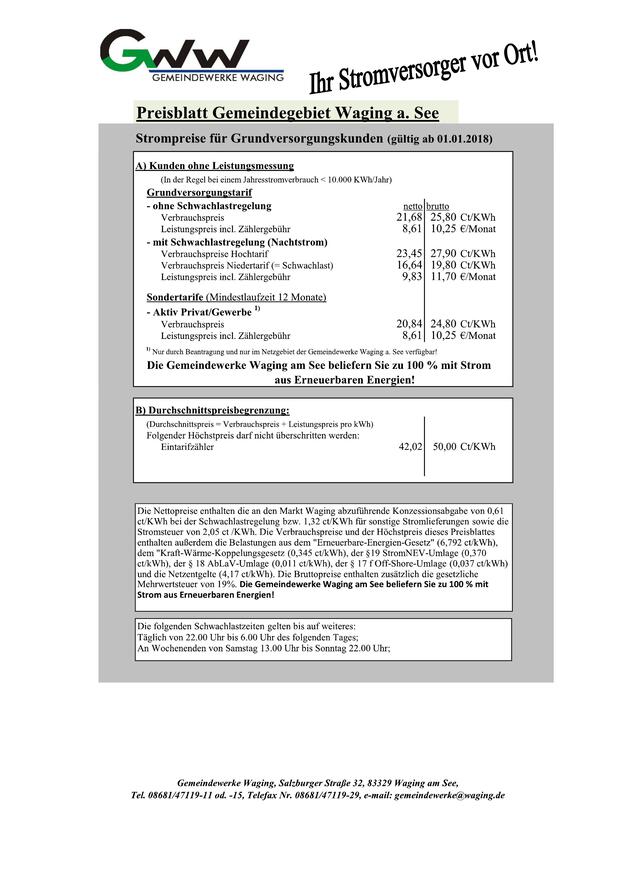 GWW
GEMEINDEWERKE WAGING
Ihr Stromversorger vor Ort!
Preisblatt Gemeindegebiet Waging a. See
Strompreise für Grundversorgungskunden (gültig ab 01.01.2018)
A) Kunden ohne Leistungsmessung
(In der Regel bei einem Jahresstromverbrauch < 10.000 KWh/Jahr)
Grundversorgungstarif
- ohne Schwachlastregelung netto brutto
Verbrauchspreis 21,68 25,80 Ct/KWh
Leistungspreis incl. Zählergebühr 8,61 10,25 €/Monat
- mit Schwachlastregelung (Nachtstrom)
Verbrauchspreise Hochtarif 23,45 27,90 Ct/KWh
Verbrauchspreis Niedertarif (= Schwachlast) 16,64 19,80 Ct/KWh
Leistungspreis incl. Zählergebühr 9,83 11,70 €/Monat
Sondertarife (Mindestlaufzeit 12 Monate)
- Aktiv Privat/Gewerbe 1)
Verbrauchspreis 20,84 24,80 Ct/KWh
Leistungspreis incl. Zählergebühr 8,61 10,25 €/Monat
1) Nur durch Beantragung und nur im Netzgebiet der Gemeindewerke Waging a. See verfügbar!
Die Gemeindewerke Waging am See beliefern Sie zu 100 % mit Strom
aus Erneuerbaren Energien!
B) Durchschnittspreisbegrenzung:
(Durchschnittspreis = Verbrauchspreis + Leistungspreis pro kWh)
Folgender Höchstpreis darf nicht überschritten werden:
Eintarifzähler 42,02 50,00 Ct/KWh
Die Nettopreise enthalten die an den Markt Waging abzuführende Konzessionsabgabe von 0,61
ct/KWh bei der Schwachlastregelung bzw. 1,32 ct/KWh für sonstige Stromlieferungen sowie die
Stromsteuer von 2,05 ct /KWh. Die Verbrauchspreise und der Höchstpreis dieses Preisblattes
enthalten außerdem die Belastungen aus dem "Erneuerbare-Energien-Gesetz" (6,792 ct/kWh),
dem "Kraft-Wärme-Koppelungsgesetz (0,345 ct/kWh), der §19 StromNEV-Umlage (0,370
ct/kWh), der § 18 AbLaV-Umlage (0,011 ct/kWh), der § 17 f Off-Shore-Umlage (0,037 ct/kWh)
und die Netzentgelte (4,17 ct/kWh). Die Bruttopreise enthalten zusätzlich die gesetzliche
Mehrwertsteuer von 19%. Die Gemeindewerke Waging am See beliefern Sie zu 100 % mit
Strom aus Erneuerbaren Energien!
Die folgenden Schwachlastzeiten gelten bis auf weiteres:
Täglich von 22.00 Uhr bis 6.00 Uhr des folgenden Tages;
An Wochenenden von Samstag 13.00 Uhr bis Sonntag 22.00 Uhr;
Gemeindewerke Waging, Salzburger Straße 32, 83329 Waging am See,
Tel. 08681/47119-11 od. -15, Telefax Nr. 08681/47119-29, e-mail: gemeindewerke@waging.de